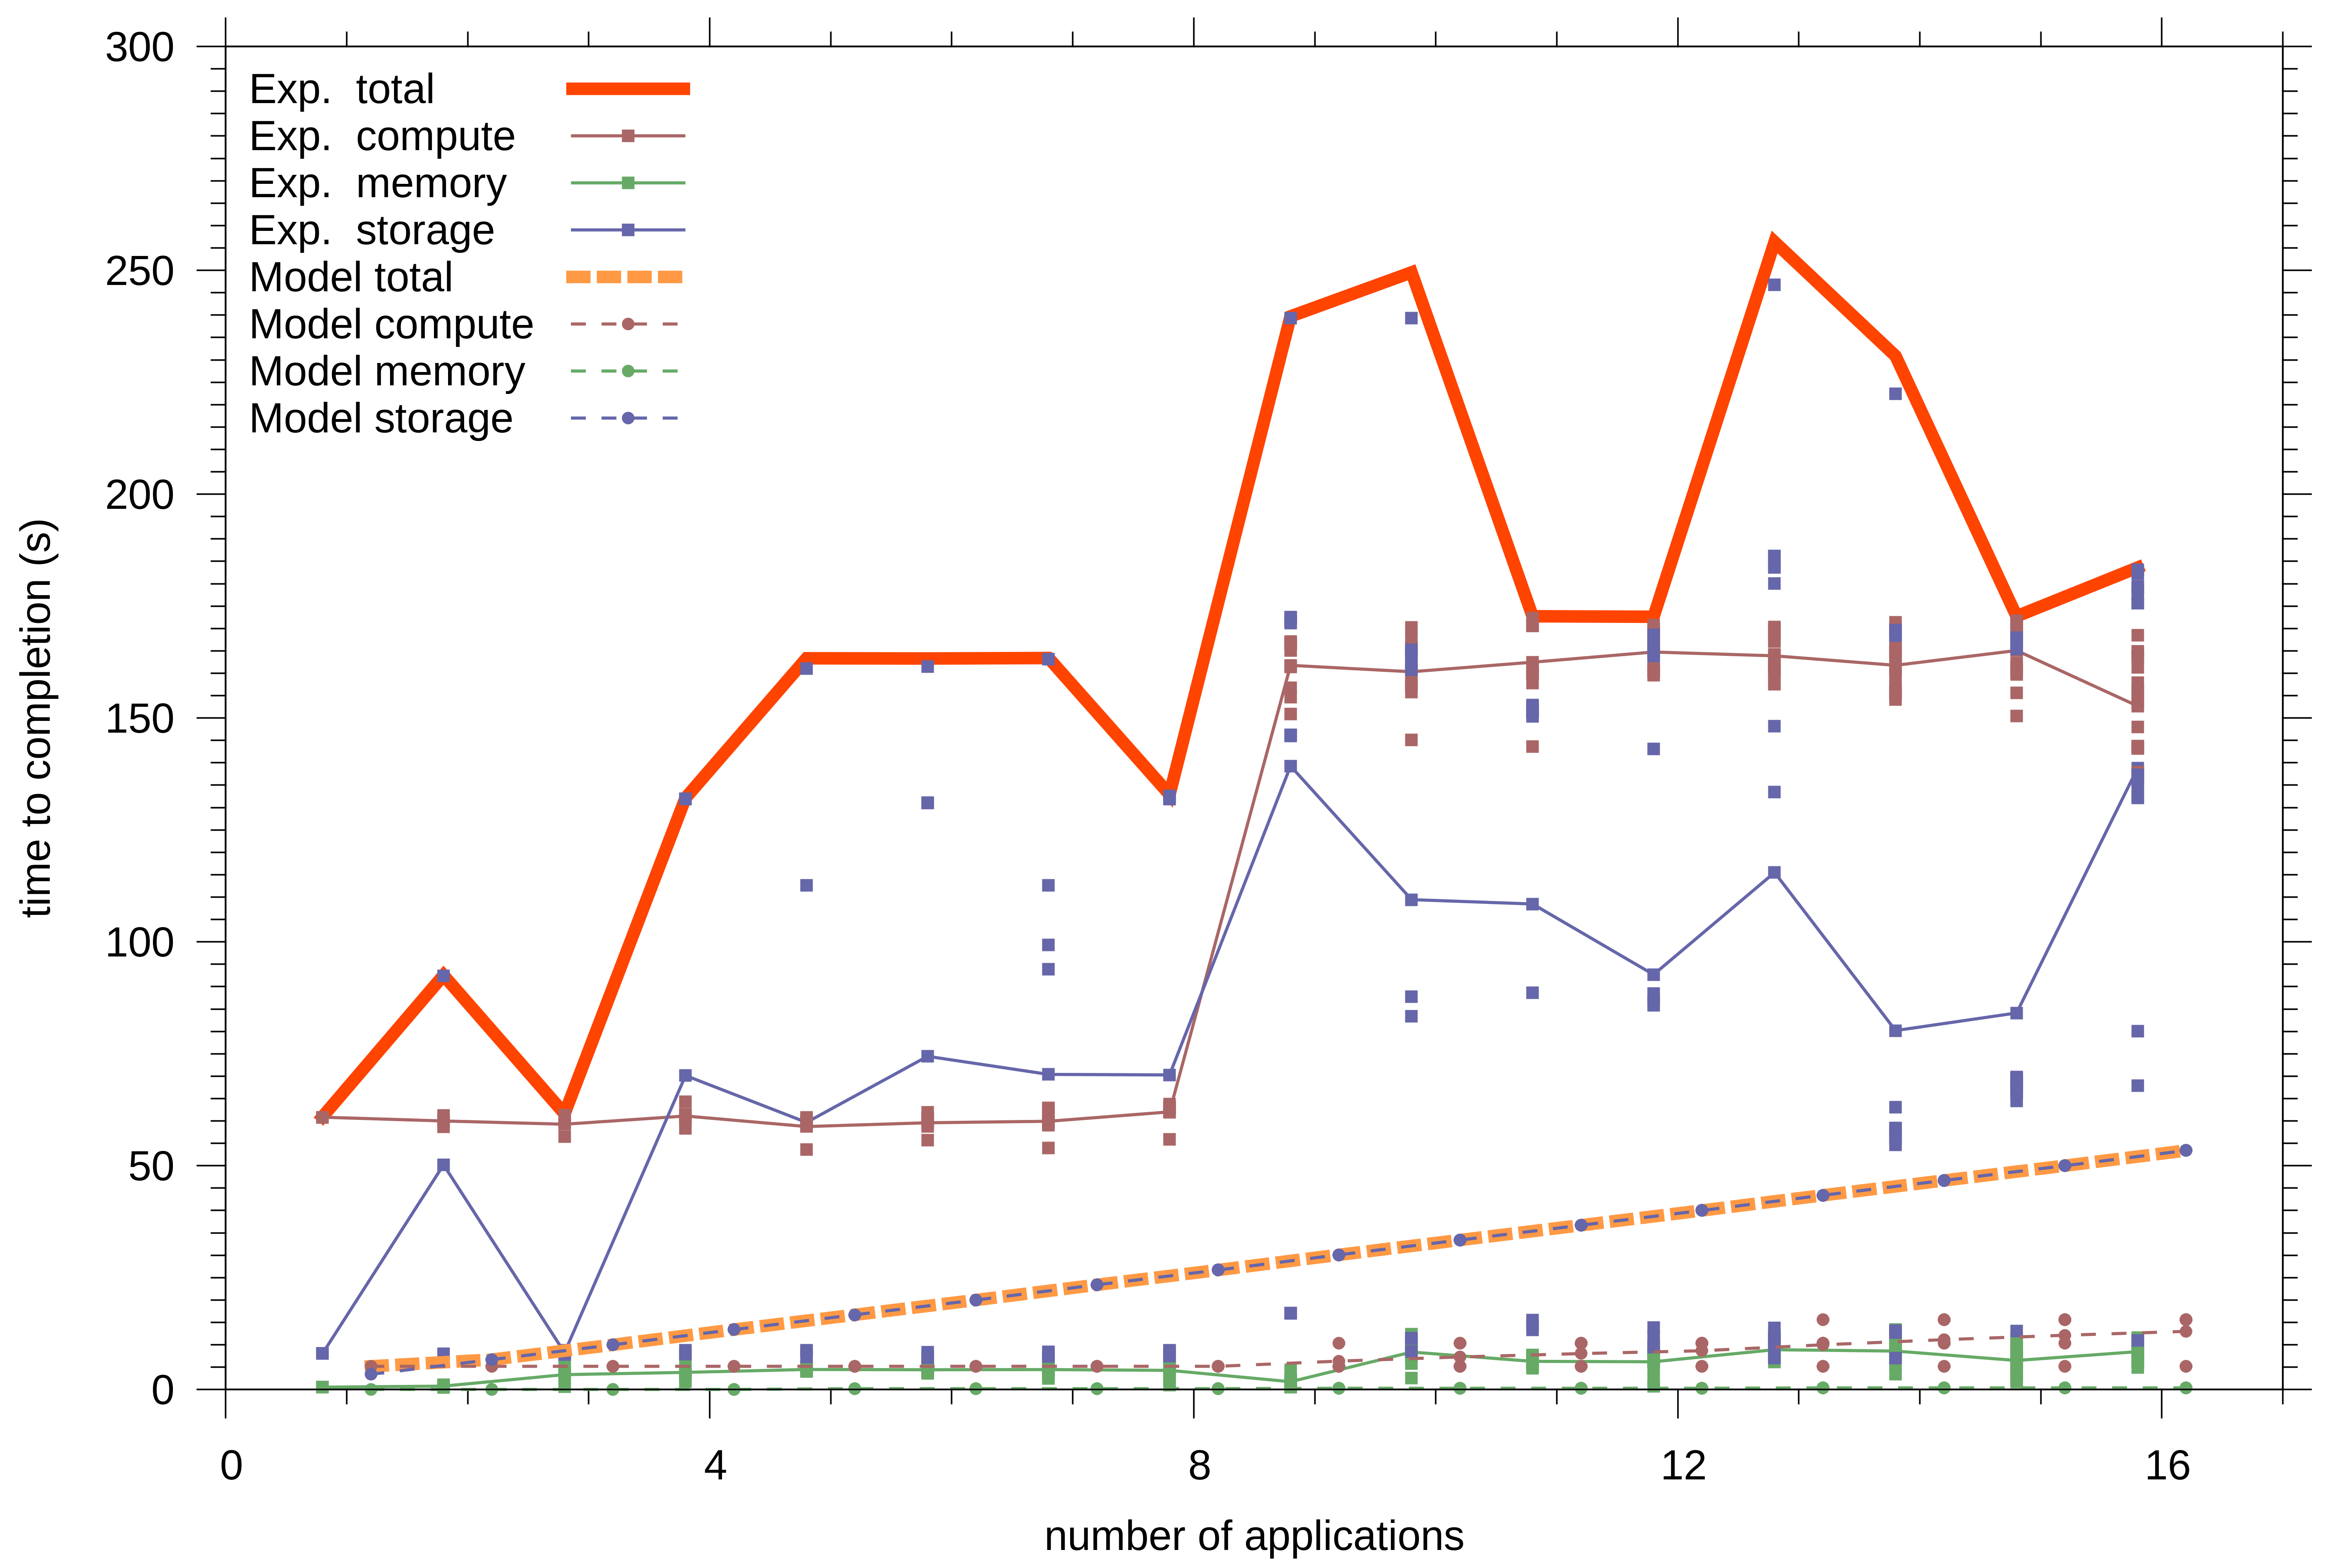 300
250
200
150
100
50
0
time to completion (s)
Exp. total
Exp. compute
Exp. memory
Exp. storage
Model total
Model compute
Model memory
Model storage
0 4 8 12 16
number of applications